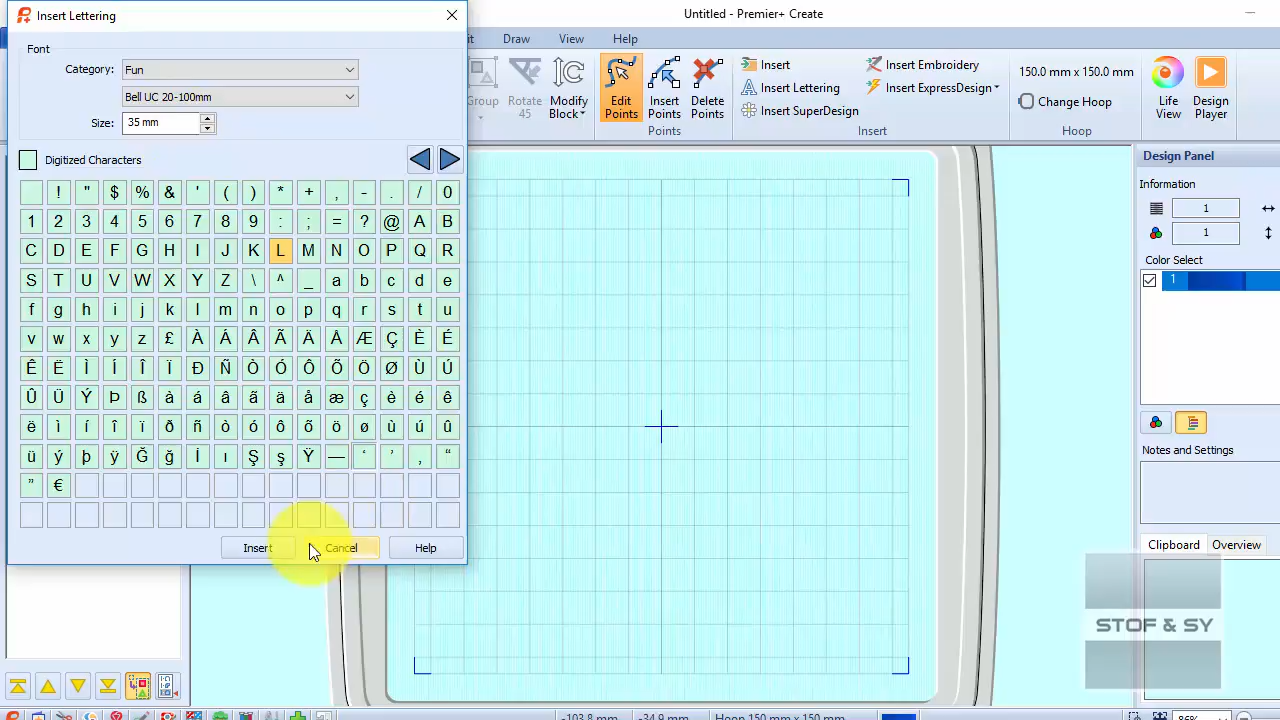 Insert Lettering
Untitled - Premier+ Create
Font
Category: Fun
Bell UC 20-100mm
Size: 35 mm
Digitized Characters
! " $ % & ' ( ) * + , - . / 0
1 2 3 4 5 6 7 8 9 : ; = ? @ A B
C D E F G H I J K L M N O P Q R
S T U V W X Y Z \ ^ _ a b c d e
f g h i j k l m n o p q r s t u
v w x y z £ À Á Â Ã Ä Å Æ Ç È É
Ê Ë Ì Í Î Ï Ð Ñ Ò Ó Ô Õ Ö Ø Ù Ú
Û Ü Ý Þ ß à á â ã ä å æ ç è é ê
ë ì í î ï ð ñ ò ó ô õ ö ø ù ú û
ü ý þ ÿ Ğ ğ İ ı Ş ş Ÿ — ‘ ’ , “
” €
Insert Cancel Help
Draw View Help
Group
Rotate 45
Modify Block
Edit Points
Insert Points
Delete Points
Points
Insert
Insert Lettering
Insert SuperDesign
Insert Embroidery
Insert ExpressDesign
Insert
150.0 mm x 150.0 mm
Change Hoop
Hoop
Life View
Design Player
Design Panel
Information
1
1
Color Select
1
Notes and Settings
Clipboard Overview
STOF & SY
-103.8 mm -34.9 mm Hoop 150 mm x 150 mm 86%